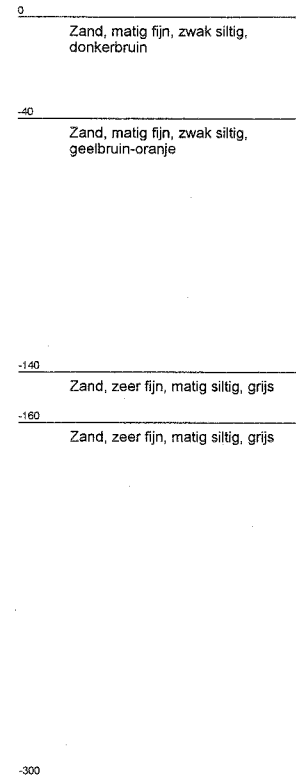 0
Zand, matig fijn, zwak siltig,
donkerbruin
-40
Zand, matig fijn, zwak siltig,
geelbruin-oranje
-140
Zand, zeer fijn, matig siltig, grijs
-160
Zand, zeer fijn, matig siltig, grijs
-300